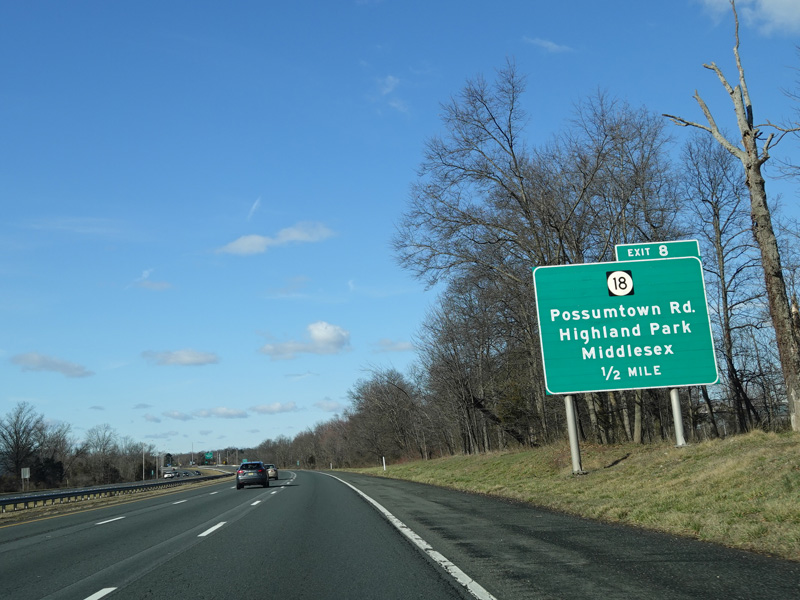 EXIT 8
18
Possumtown Rd.
Highland Park
Middlesex
1/2 MILE